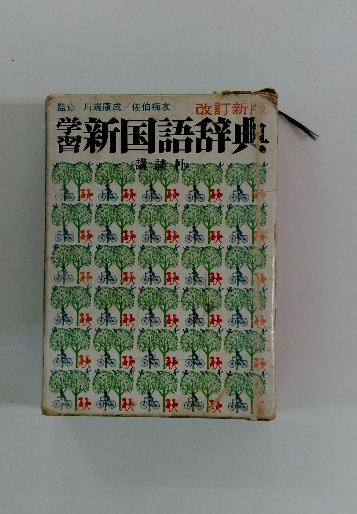 監修 川端康成/佐伯梅友 改訂新版
学習 新国語辞典
講談社